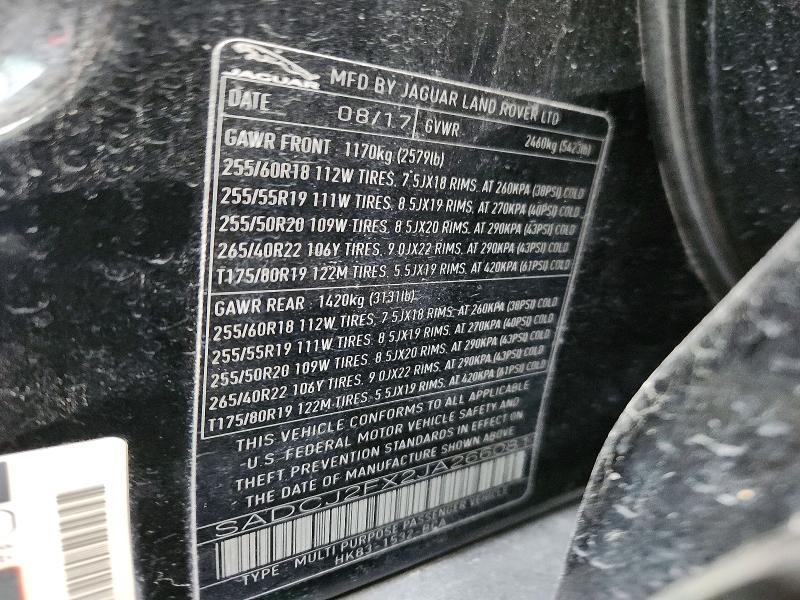 JAGUAR MFD BY JAGUAR LAND ROVER LTD
DATE 08/17 GVWR 2460kg (5423lb)
GAWR FRONT 1170kg (2579lb)
255/60R18 112W TIRES, 7.5JX18 RIMS, AT 260KPA (38PSI) COLD
255/55R19 111W TIRES, 8.5JX19 RIMS, AT 270KPA (40PSI) COLD
255/50R20 109W TIRES, 8.5JX20 RIMS, AT 290KPA (43PSI) COLD
265/40R22 106Y TIRES, 9.0JX22 RIMS, AT 290KPA (43PSI) COLD
T175/80R19 122M TIRES, 5.5JX19 RIMS, AT 420KPA (61PSI) COLD
GAWR REAR 1420kg (3131lb)
255/60R18 112W TIRES, 7.5JX18 RIMS, AT 260KPA (38PSI) COLD
255/55R19 111W TIRES, 8.5JX19 RIMS, AT 270KPA (40PSI) COLD
255/50R20 109W TIRES, 8.5JX20 RIMS, AT 290KPA (43PSI) COLD
265/40R22 106Y TIRES, 9.0JX22 RIMS, AT 290KPA (43PSI) COLD
T175/80R19 122M TIRES, 5.5JX19 RIMS, AT 420KPA (61PSI) COLD
THIS VEHICLE CONFORMS TO ALL APPLICABLE
U.S. FEDERAL MOTOR VEHICLE SAFETY AND
THEFT PREVENTION STANDARDS IN EFFECT ON
THE DATE OF MANUFACTURE SHOWN ABOVE
TYPE MULTI PURPOSE PASSENGER VEHICLE